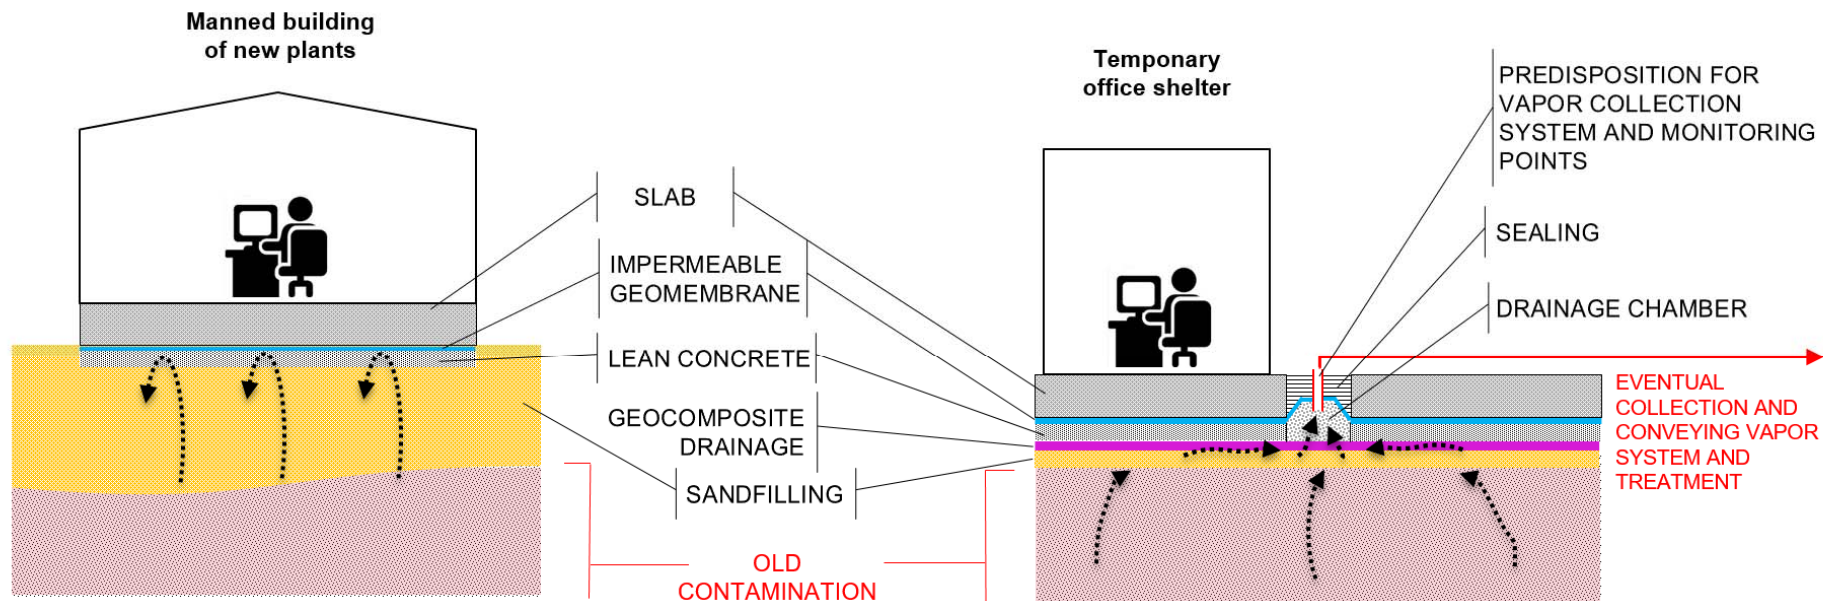 Manned building
of new plants
Temponary
office shelter
PREDISPOSITION FOR
VAPOR COLLECTION
SYSTEM AND MONITORING
POINTS
SLAB
SEALING
IMPERMEABLE
GEOMEMBRANE
DRAINAGE CHAMBER
LEAN CONCRETE
EVENTUAL
COLLECTION AND
CONVEYING VAPOR
SYSTEM AND
TREATMENT
GEOCOMPOSITE
DRAINAGE
SANDFILLING
OLD
CONTAMINATION